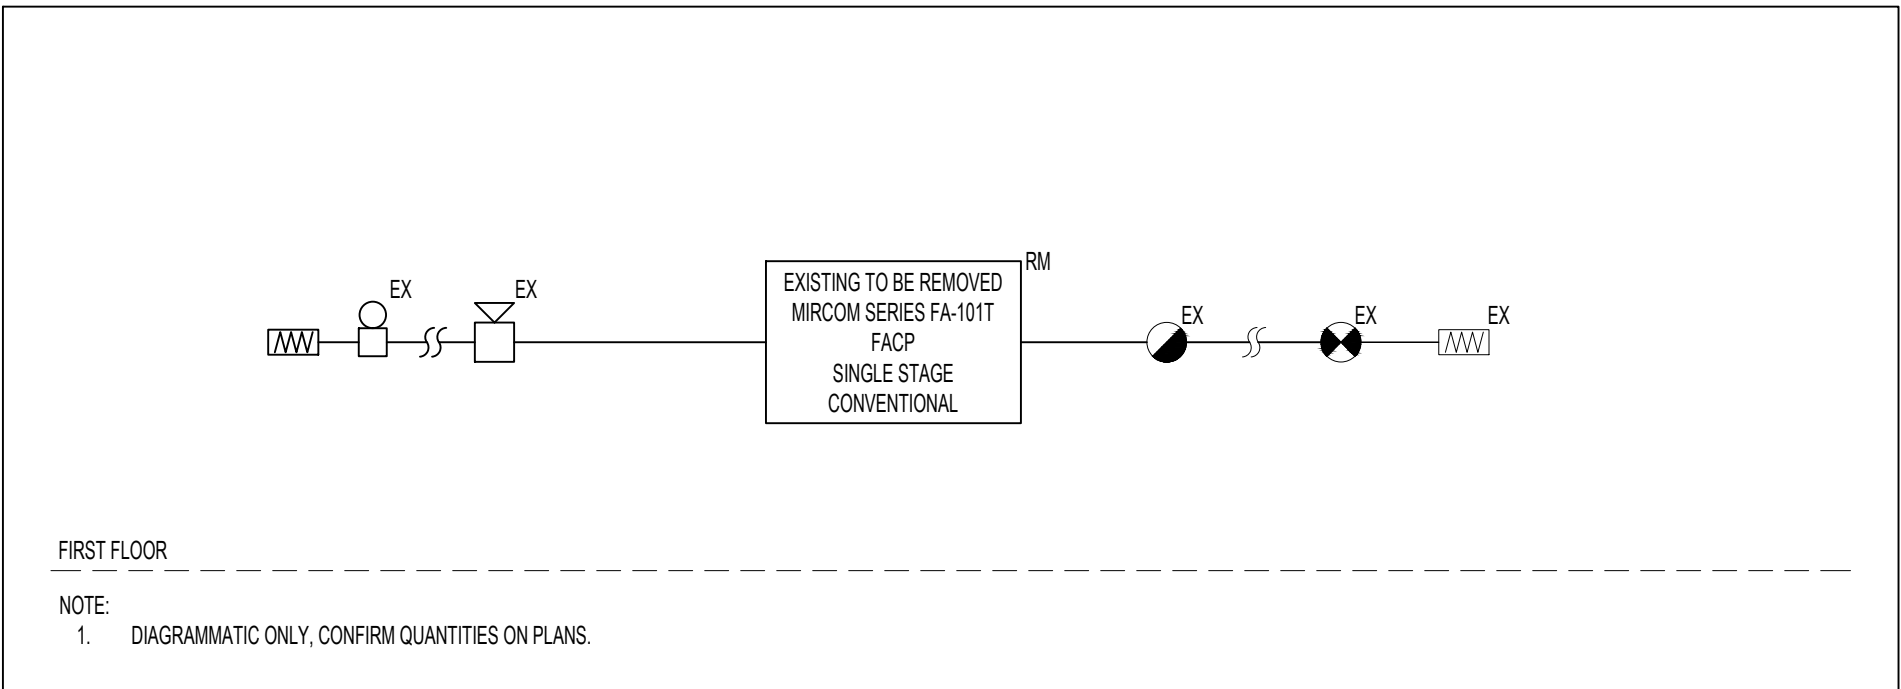 RM
EX
EX
EXISTING TO BE REMOVED
MIRCOM SERIES FA-101T
FACP
SINGLE STAGE
CONVENTIONAL
EX
EX
EX
FIRST FLOOR
NOTE:
1. DIAGRAMMATIC ONLY, CONFIRM QUANTITIES ON PLANS.